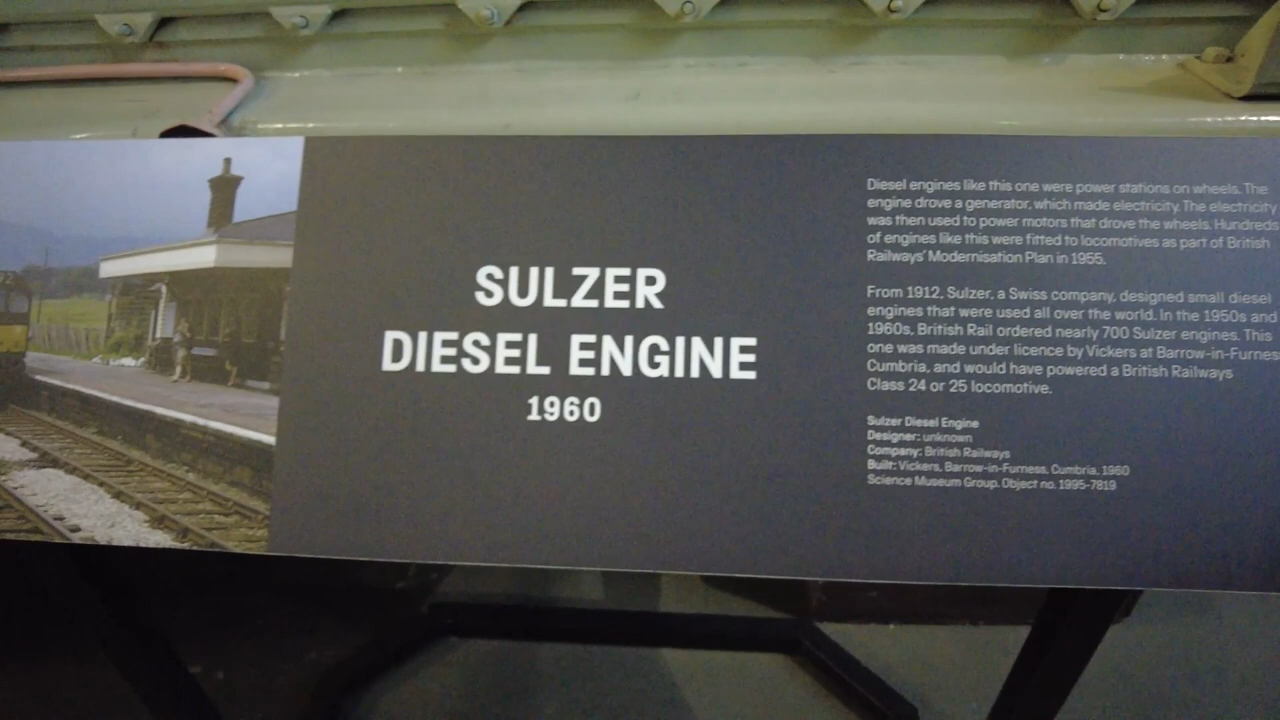 SULZER
DIESEL ENGINE
1960
Diesel engines like this one were power stations on wheels. The
engine drove a generator, which made electricity. The electricity
was then used to power motors that drove the wheels. Hundreds
of engines like this were fitted to locomotives as part of British
Railways' Modernisation Plan in 1955.
From 1912, Sulzer, a Swiss company, designed small diesel
engines that were used all over the world. In the 1950s and
1960s, British Rail ordered nearly 700 Sulzer engines. This
one was made under licence by Vickers at Barrow-in-Furnes
Cumbria, and would have powered a British Railways
Class 24 or 25 locomotive.
Sulzer Diesel Engine
Designer: unknown
Company: British Railways
Built: Vickers, Barrow-in-Furness, Cumbria, 1960
Science Museum Group. Object no. 1995-7819